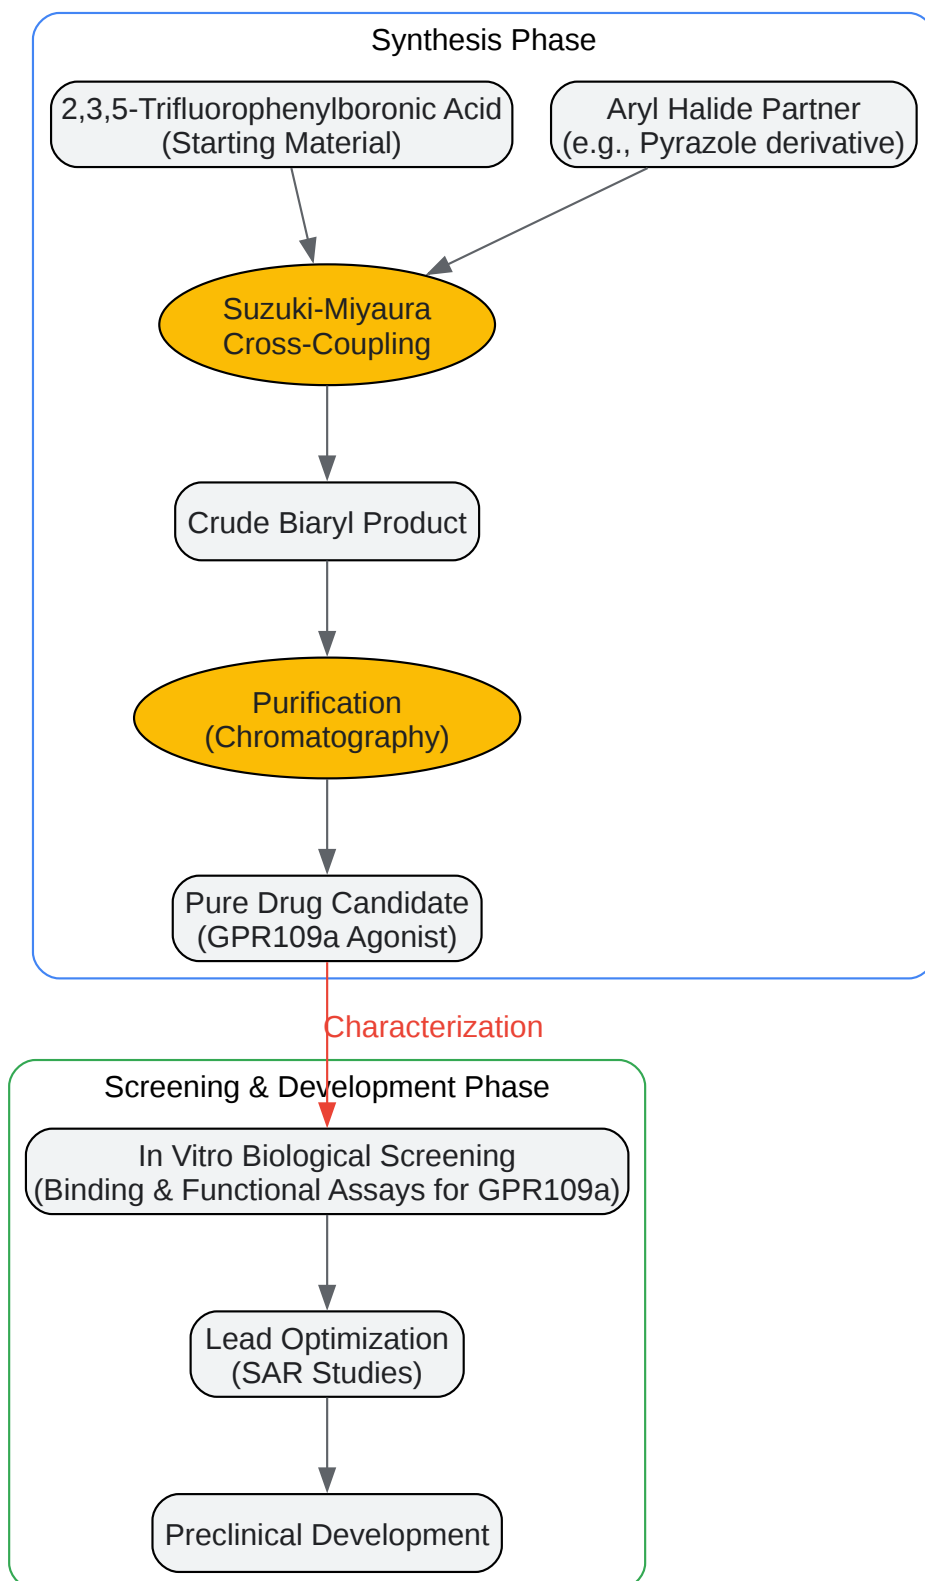 Synthesis Phase
2,3,5-Trifluorophenylboronic Acid
(Starting Material)
Aryl Halide Partner
(e.g., Pyrazole derivative)
Suzuki-Miyaura
Cross-Coupling
Crude Biaryl Product
Purification
(Chromatography)
Pure Drug Candidate
(GPR109a Agonist)
Characterization
Screening & Development Phase
In Vitro Biological Screening
(Binding & Functional Assays for GPR109a)
Lead Optimization
(SAR Studies)
Preclinical Development